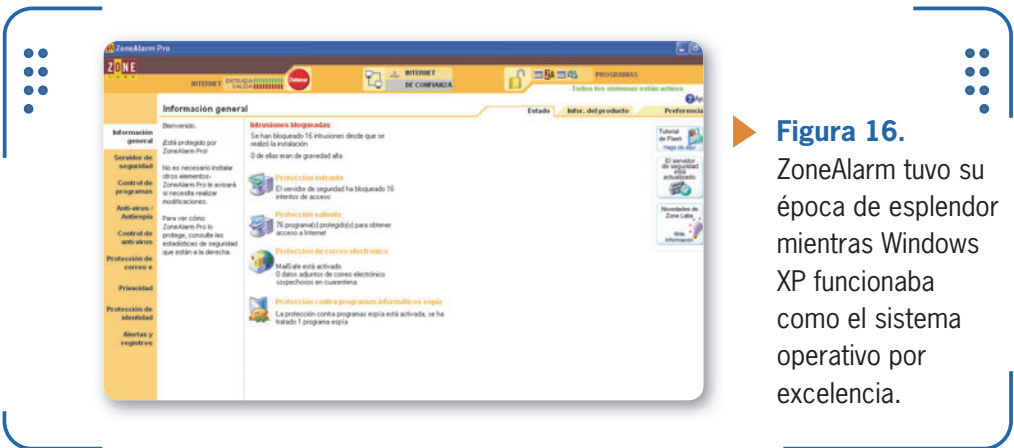 ZoneAlarm Pro
ZONE
INTERNET
ENTRADA
SALIDA
Detener
INTERNET
DE CONFIANZA
PROGRAMAS
Todos los sistemas están activos
Información general
Estado
Infor. del producto
Preferencia
Información general
Servidor de seguridad
Control de programas
Anti-virus / Antiespía
Control de anti-virus
Protección de correo e
Privacidad
Protección de identidad
Alertas y registros
Bienvenido.
¡Está protegido por
ZoneAlarm Pro!
No es necesario instalar
otros elementos-
ZoneAlarm Pro le avisará
si necesita realizar
modificaciones.
Para ver cómo
ZoneAlarm Pro lo
protege, consulte las
estadísticas de seguridad
que están a la derecha.
Intrusiones bloqueadas
Se han bloqueado 16 intrusiones desde que se
realizó la instalación
0 de ellas eran de gravedad alta
Protección entrante
El servidor de seguridad ha bloqueado 16
intentos de acceso
Protección saliente
76 programa(s) protegido(s) para obtener
acceso a Internet
Protección de correo electrónico
MailSafe está activado
0 datos adjuntos de correo electrónico
sospechosos en cuarentena
Protección contra programas informáticos espía
La protección contra programas espía está activada, se ha
tratado 1 programa espía
Tutorial
de Flash
Haga clic aquí
El servidor
de seguridad
está
actualizado.
Novedades de
Zone Labs
Más
información
Figura 16.
ZoneAlarm tuvo su
época de esplendor
mientras Windows
XP funcionaba
como el sistema
operativo por
excelencia.